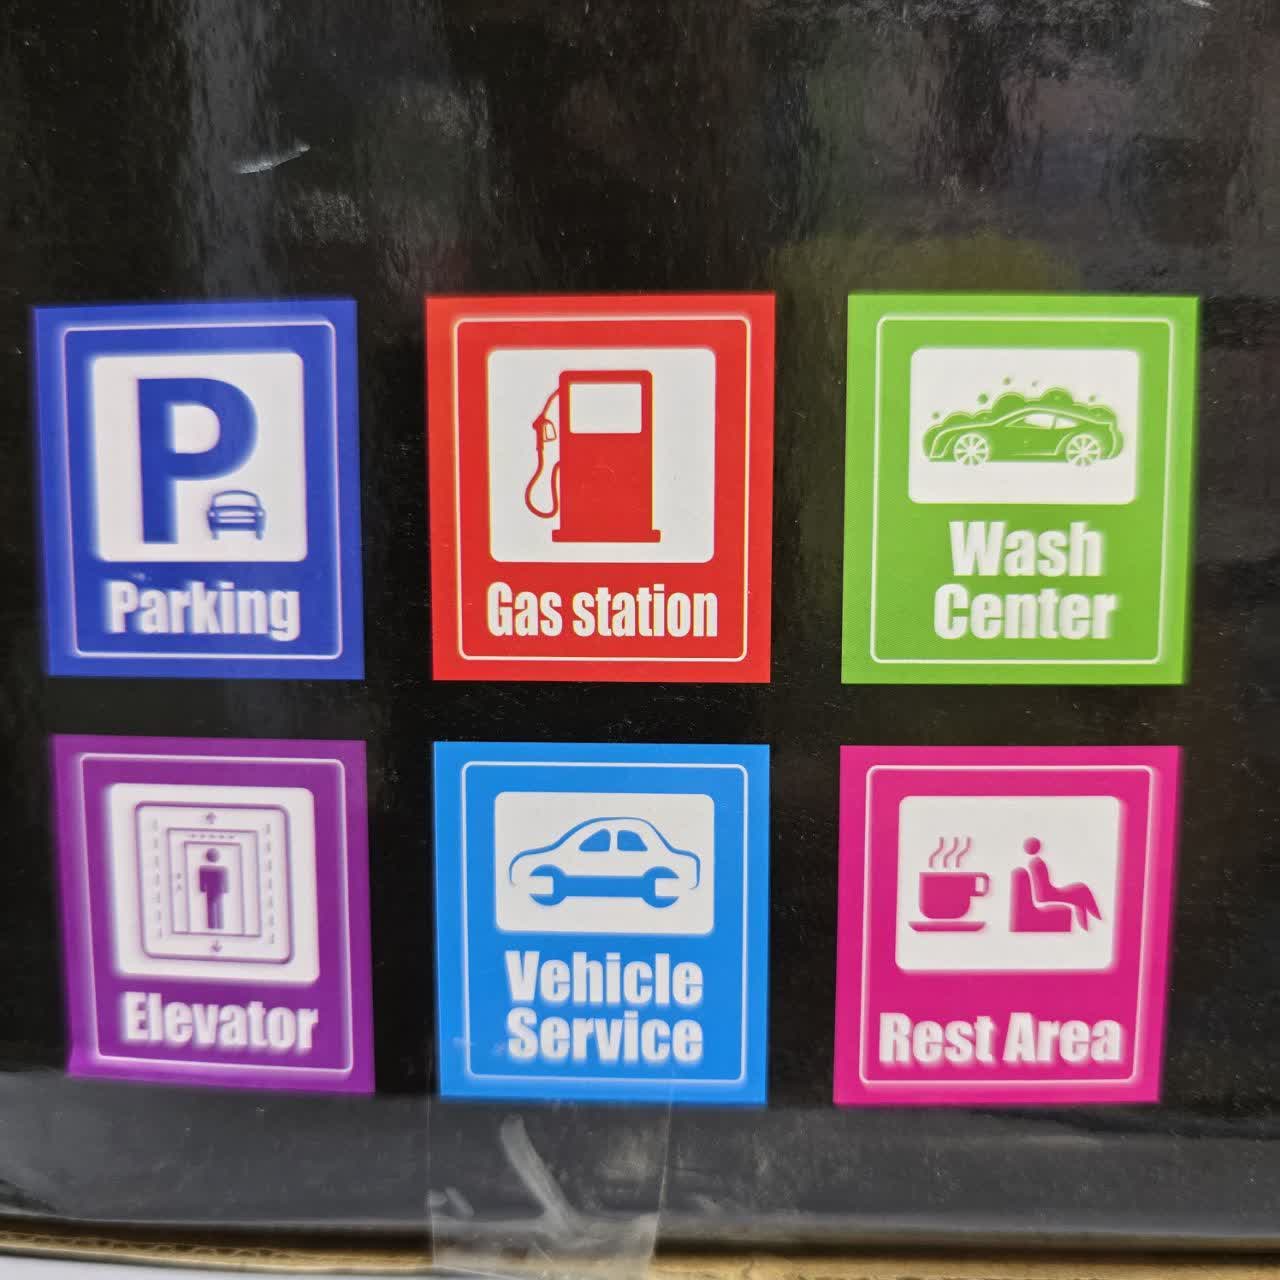 P
Parking
Gas station
Wash
Center
Elevator
Vehicle
Service
Rest Area